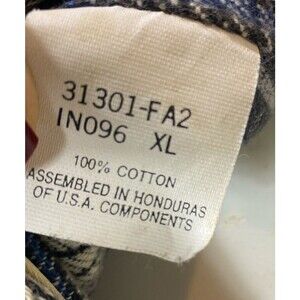 31301-FA2
IN096 XL
100% COTTON
ASSEMBLED IN HONDURAS
OF U.S.A. COMPONENTS